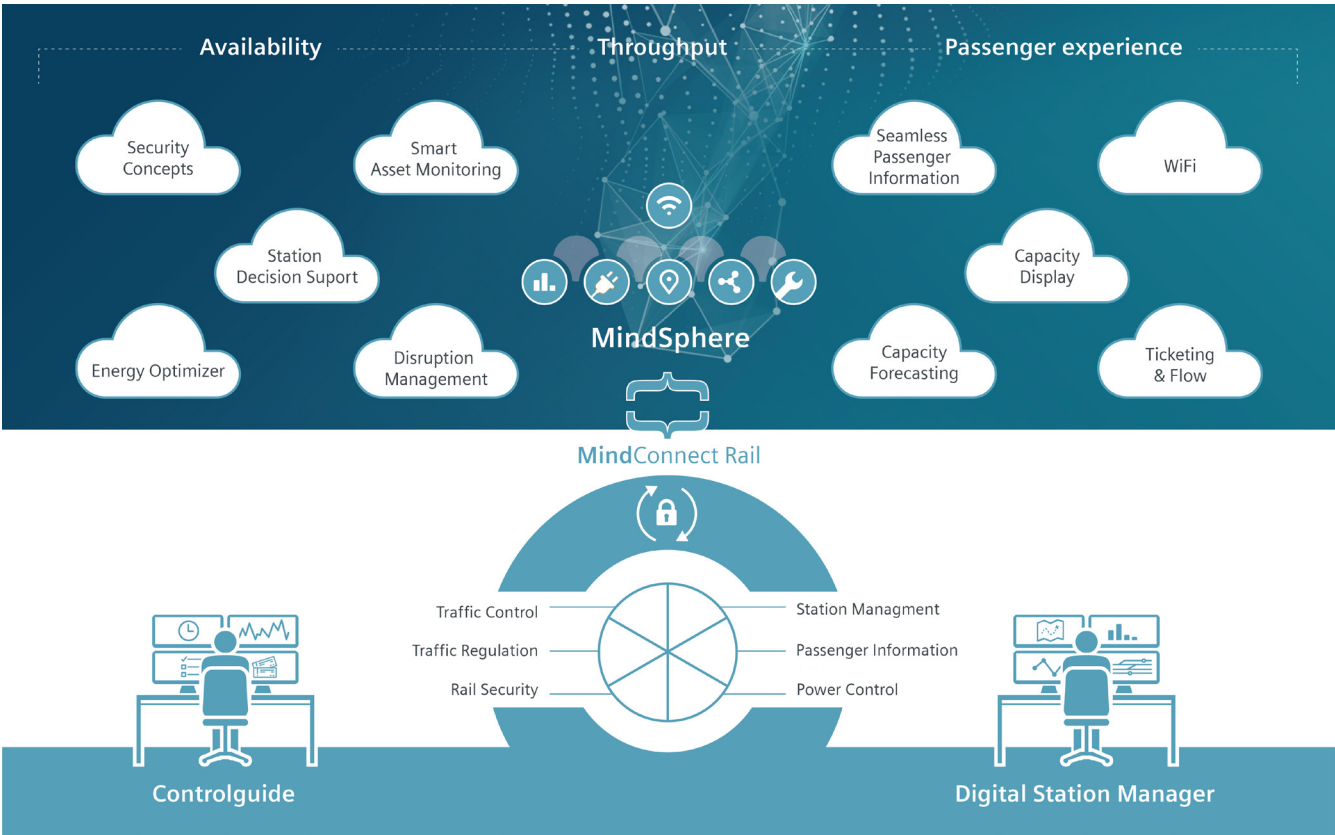 Availability
Throughput
Passenger experience
Security
Concepts
Smart
Asset Monitoring
Seamless
Passenger
Information
WiFi
Station
Decision Suport
Capacity
Display
Energy Optimizer
Disruption
Management
MindSphere
Capacity
Forecasting
Ticketing
& Flow
MindConnect Rail
Traffic Control
Traffic Regulation
Rail Security
Station Managment
Passenger Information
Power Control
Controlguide
Digital Station Manager